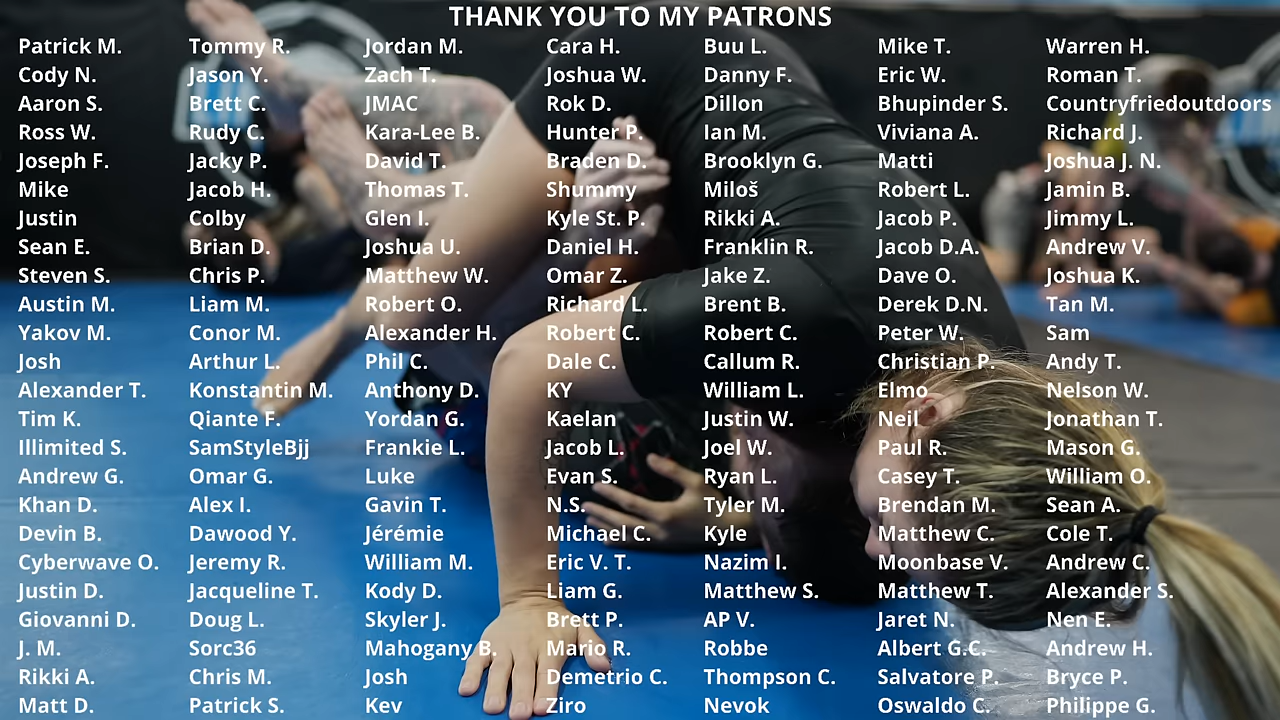 THANK YOU TO MY PATRONS
Patrick M.
Cody N.
Aaron S.
Ross W.
Joseph F.
Mike
Justin
Sean E.
Steven S.
Austin M.
Yakov M.
Josh
Alexander T.
Tim K.
Illimited S.
Andrew G.
Khan D.
Devin B.
Cyberwave O.
Justin D.
Giovanni D.
J. M.
Rikki A.
Matt D.
Tommy R.
Jason Y.
Brett C.
Rudy C.
Jacky P.
Jacob H.
Colby
Brian D.
Chris P.
Liam M.
Conor M.
Arthur L.
Konstantin M.
Qiante F.
SamStyleBjj
Omar G.
Alex I.
Dawood Y.
Jeremy R.
Jacqueline T.
Doug L.
Sorc36
Chris M.
Patrick S.
Jordan M.
Zach T.
JMAC
Kara-Lee B.
David T.
Thomas T.
Glen I.
Joshua U.
Matthew W.
Robert O.
Alexander H.
Phil C.
Anthony D.
Yordan G.
Frankie L.
Luke
Gavin T.
Jérémie
William M.
Kody D.
Skyler J.
Mahogany B.
Josh
Kev
Cara H.
Joshua W.
Rok D.
Hunter P.
Braden D.
Shummy
Kyle St. P.
Daniel H.
Omar Z.
Richard L.
Robert C.
Dale C.
KY
Kaelan
Jacob L.
Evan S.
N.S.
Michael C.
Eric V. T.
Liam G.
Brett P.
Mario R.
Demetrio C.
Ziro
Buu L.
Danny F.
Dillon
Ian M.
Brooklyn G.
Miloš
Rikki A.
Franklin R.
Jake Z.
Brent B.
Robert C.
Callum R.
William L.
Justin W.
Joel W.
Ryan L.
Tyler M.
Kyle
Nazim I.
Matthew S.
AP V.
Robbe
Thompson C.
Nevok
Mike T.
Eric W.
Bhupinder S.
Viviana A.
Matti
Robert L.
Jacob P.
Jacob D.A.
Dave O.
Derek D.N.
Peter W.
Christian P.
Elmo
Neil
Paul R.
Casey T.
Brendan M.
Matthew C.
Moonbase V.
Matthew T.
Jaret N.
Albert G.C.
Salvatore P.
Oswaldo C.
Warren H.
Roman T.
Countryfriedoutdoors
Richard J.
Joshua J. N.
Jamin B.
Jimmy L.
Andrew V.
Joshua K.
Tan M.
Sam
Andy T.
Nelson W.
Jonathan T.
Mason G.
William O.
Sean A.
Cole T.
Andrew C.
Alexander S.
Nen E.
Andrew H.
Bryce P.
Philippe G.